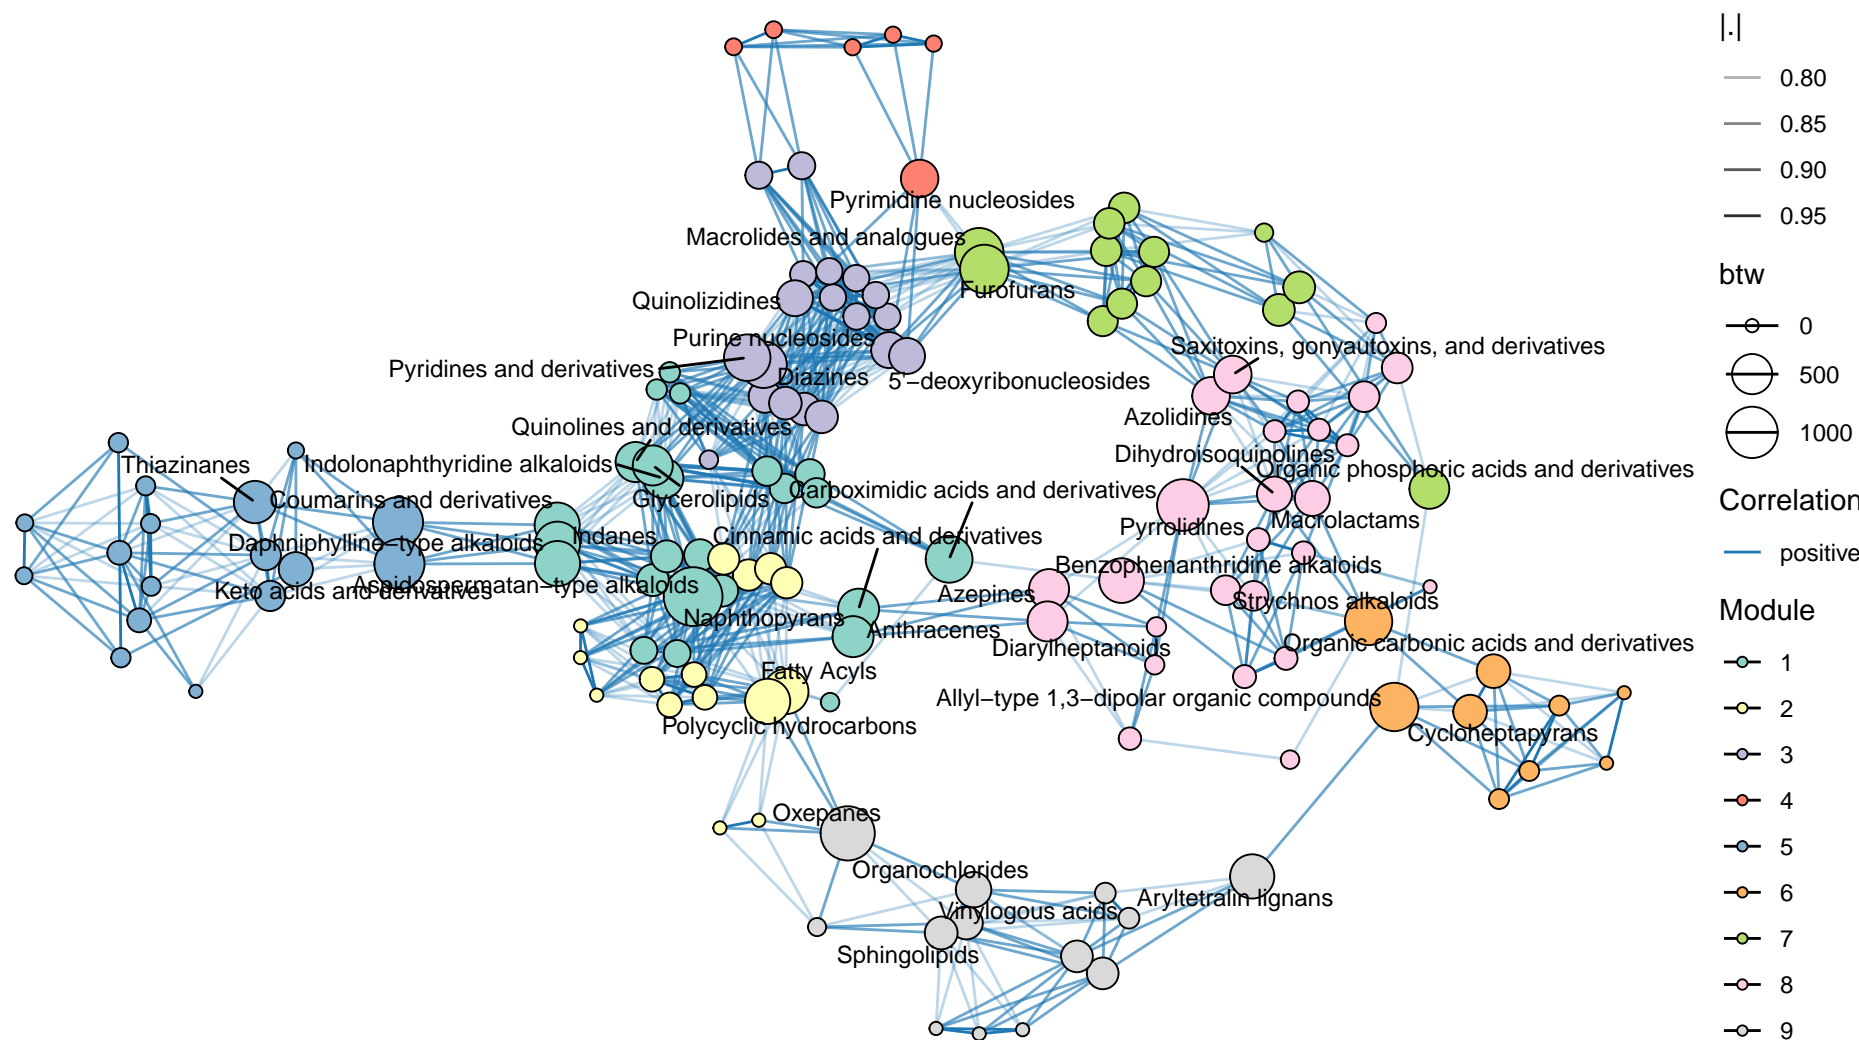 Pyrimidine nucleosides
Macrolides and analogues
Furofurans
Quinolizidines
Purine nucleosides
Saxitoxins, gonyautoxins, and derivatives
Pyridines and derivatives
Diazines
5'−deoxyribonucleosides
Azolidines
Quinolines and derivatives
Dihydroisoquinolines
Thiazinanes
Indolonaphthyridine alkaloids
Organic phosphoric acids and derivatives
Coumarins and derivatives
Glycerolipids
Carboximidic acids and derivatives
Pyrrolidines
Macrolactams
Daphniphylline−type alkaloids
Indanes
Cinnamic acids and derivatives
Benzophenanthridine alkaloids
Keto acids and derivatives
Aspidospermatan−type alkaloids
Azepines
Strychnos alkaloids
Naphthopyrans
Anthracenes
Diarylheptanoids
Organic carbonic acids and derivatives
Fatty Acyls
Allyl−type 1,3−dipolar organic compounds
Polycyclic hydrocarbons
Cycloheptapyrans
Oxepanes
Organochlorides
Aryltetralin lignans
Vinylogous acids
Sphingolipids
|.|
0.80
0.85
0.90
0.95
btw
0
500
1000
Correlation
positive
Module
1
2
3
4
5
6
7
8
9